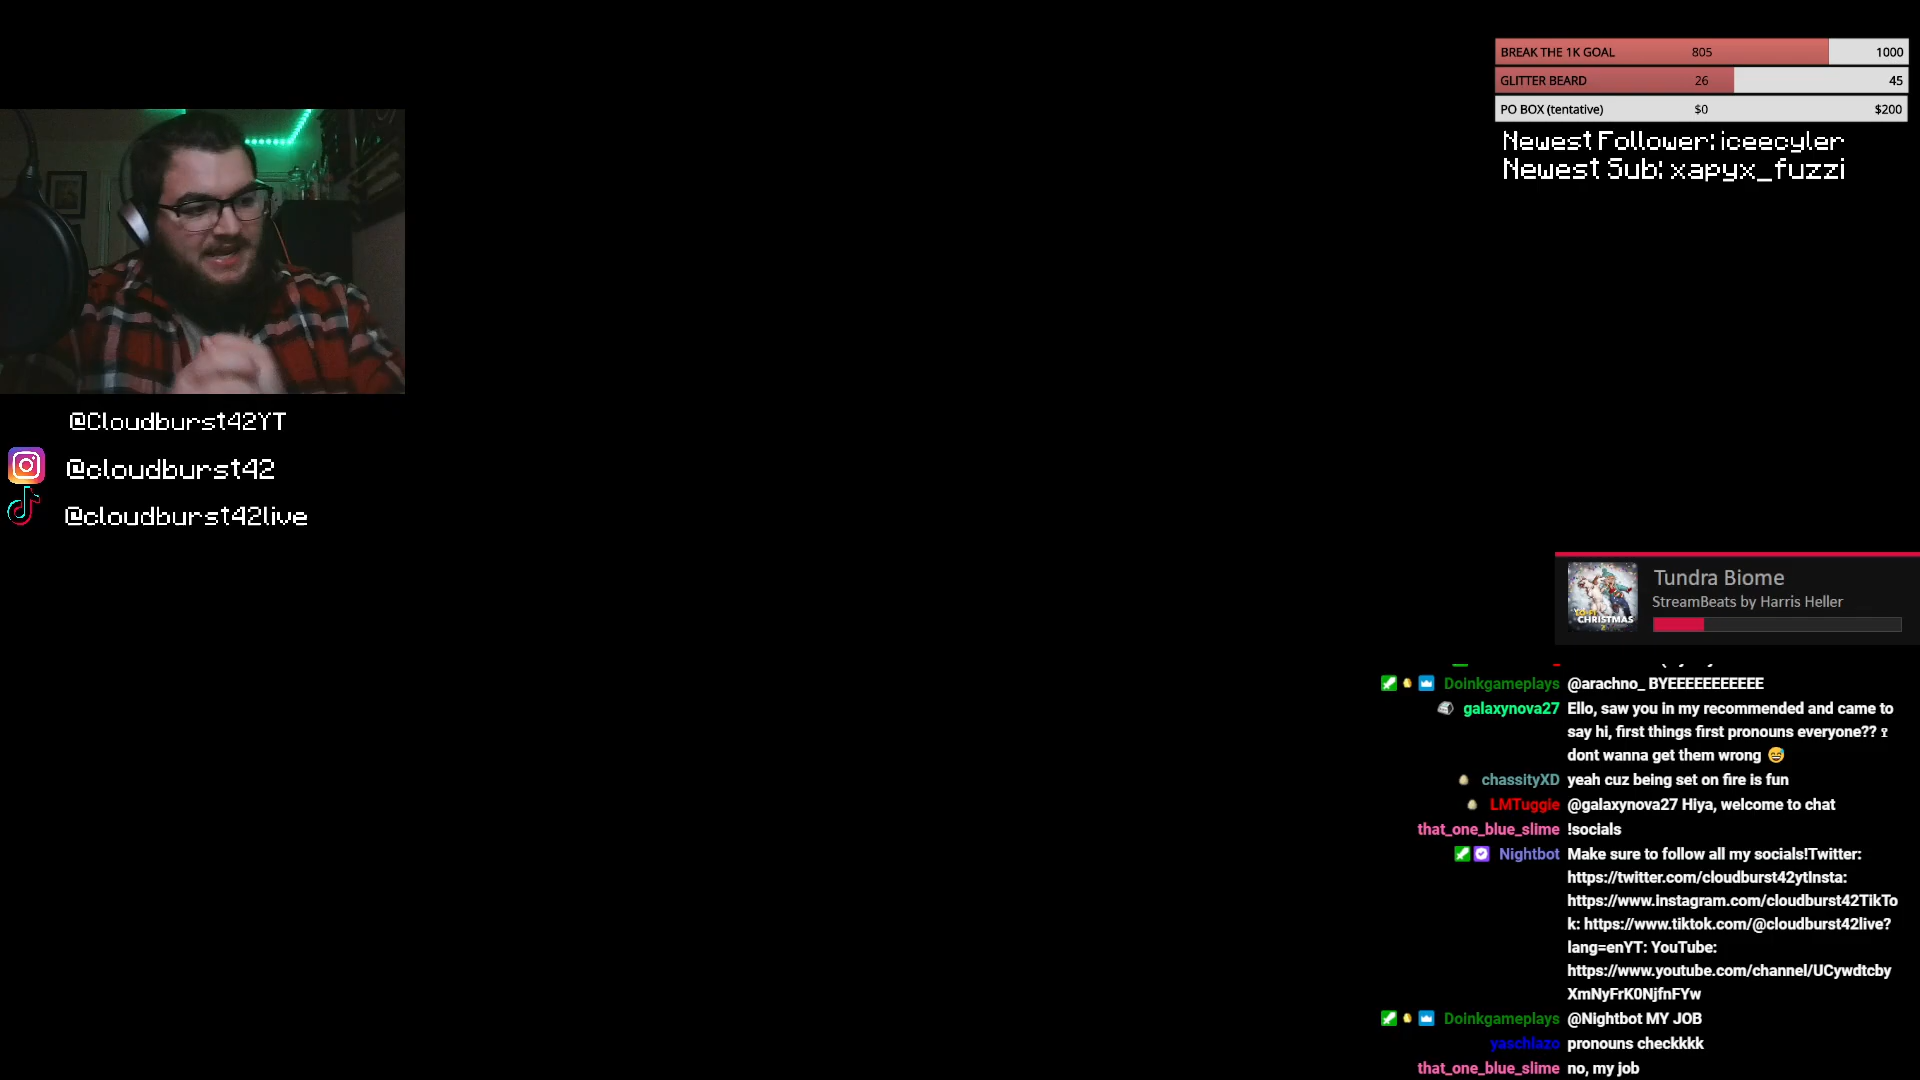 BREAK THE 1K GOAL 805 1000
GLITTER BEARD 26 45
PO BOX (tentative) $0 $200
Newest Follower: iceecyler
Newest Sub: xapyx_fuzzi
@Cloudburst42YT
@cloudburst42
@cloudburst42live
Tundra Biome
StreamBeats by Harris Heller
CHRISTMAS
Doinkgameplays @arachno_ BYEEEEEEEEEEE
galaxynova27 Ello, saw you in my recommended and came to
say hi, first things first pronouns everyone??
dont wanna get them wrong 😅
chassityXD yeah cuz being set on fire is fun
LMTuggie @galaxynova27 Hiya, welcome to chat
that_one_blue_slime !socials
Nightbot Make sure to follow all my socials!Twitter:
https://twitter.com/cloudburst42ytInsta:
https://www.instagram.com/cloudburst42TikTo
k: https://www.tiktok.com/@cloudburst42live?
lang=enYT: YouTube:
https://www.youtube.com/channel/UCywdtcby
XmNyFrK0NjfnFYw
Doinkgameplays @Nightbot MY JOB
yaschlazo pronouns checkkkk
that_one_blue_slime no, my job